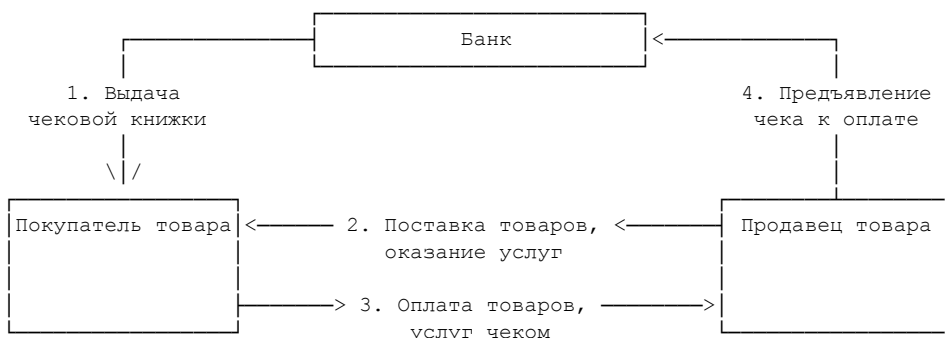 Банк
1. Выдача
чековой книжки
4. Предъявление
чека к оплате
Покупатель товара
2. Поставка товаров,
оказание услуг
Продавец товара
3. Оплата товаров,
услуг чеком